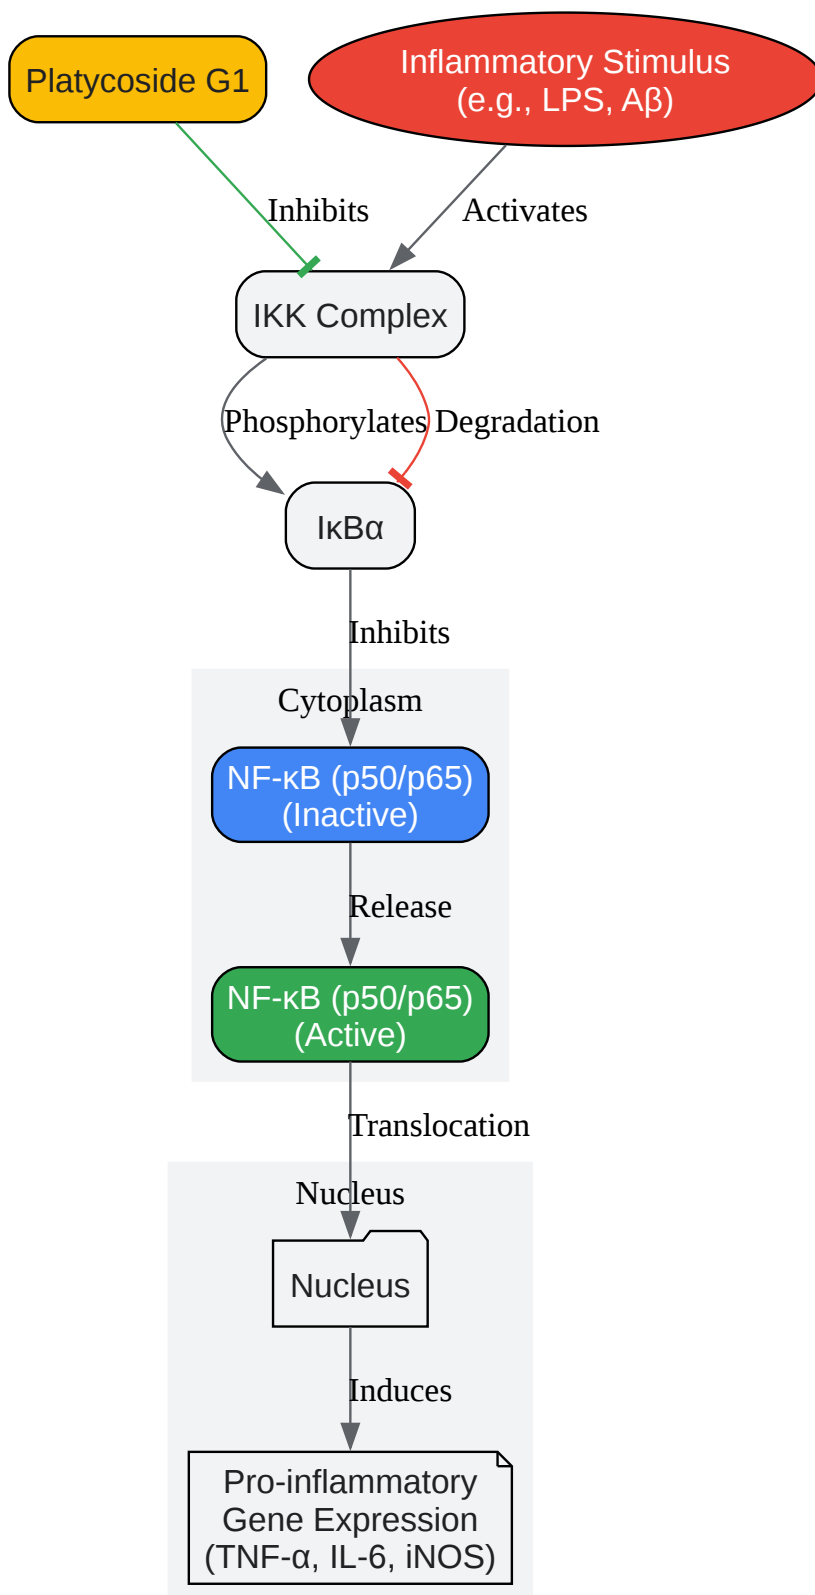 Platycoside G1
Inflammatory Stimulus
(e.g., LPS, Aβ)
Inhibits
Activates
IKK Complex
Phosphorylates
Degradation
IκBα
Inhibits
Cytoplasm
NF-κB (p50/p65)
(Inactive)
Release
NF-κB (p50/p65)
(Active)
Translocation
Nucleus
Nucleus
Induces
Pro-inflammatory
Gene Expression
(TNF-α, IL-6, iNOS)